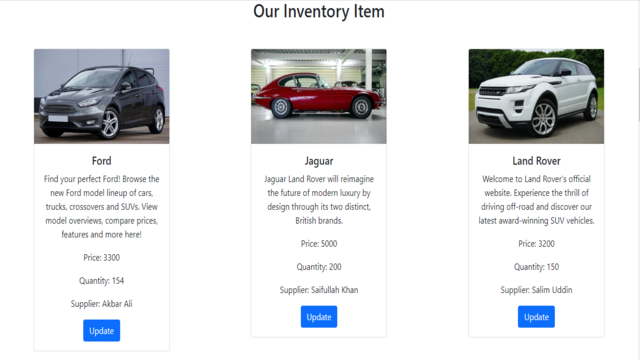 Our Inventory Item
Ford
Find your perfect Ford! Browse the
new Ford model lineup of cars,
trucks, crossovers and SUVs. View
model overviews, compare prices,
features and more here!
Price: 3300
Quantity: 154
Supplier: Akbar Ali
Update
Jaguar
Jaguar Land Rover will reimagine
the future of modern luxury by
design through its two distinct,
British brands.
Price: 5000
Quantity: 200
Supplier: Saifullah Khan
Update
Land Rover
Welcome to Land Rover's official
website. Experience the thrill of
driving off-road and discover our
latest award-winning SUV vehicles.
Price: 3200
Quantity: 150
Supplier: Salim Uddin
Update